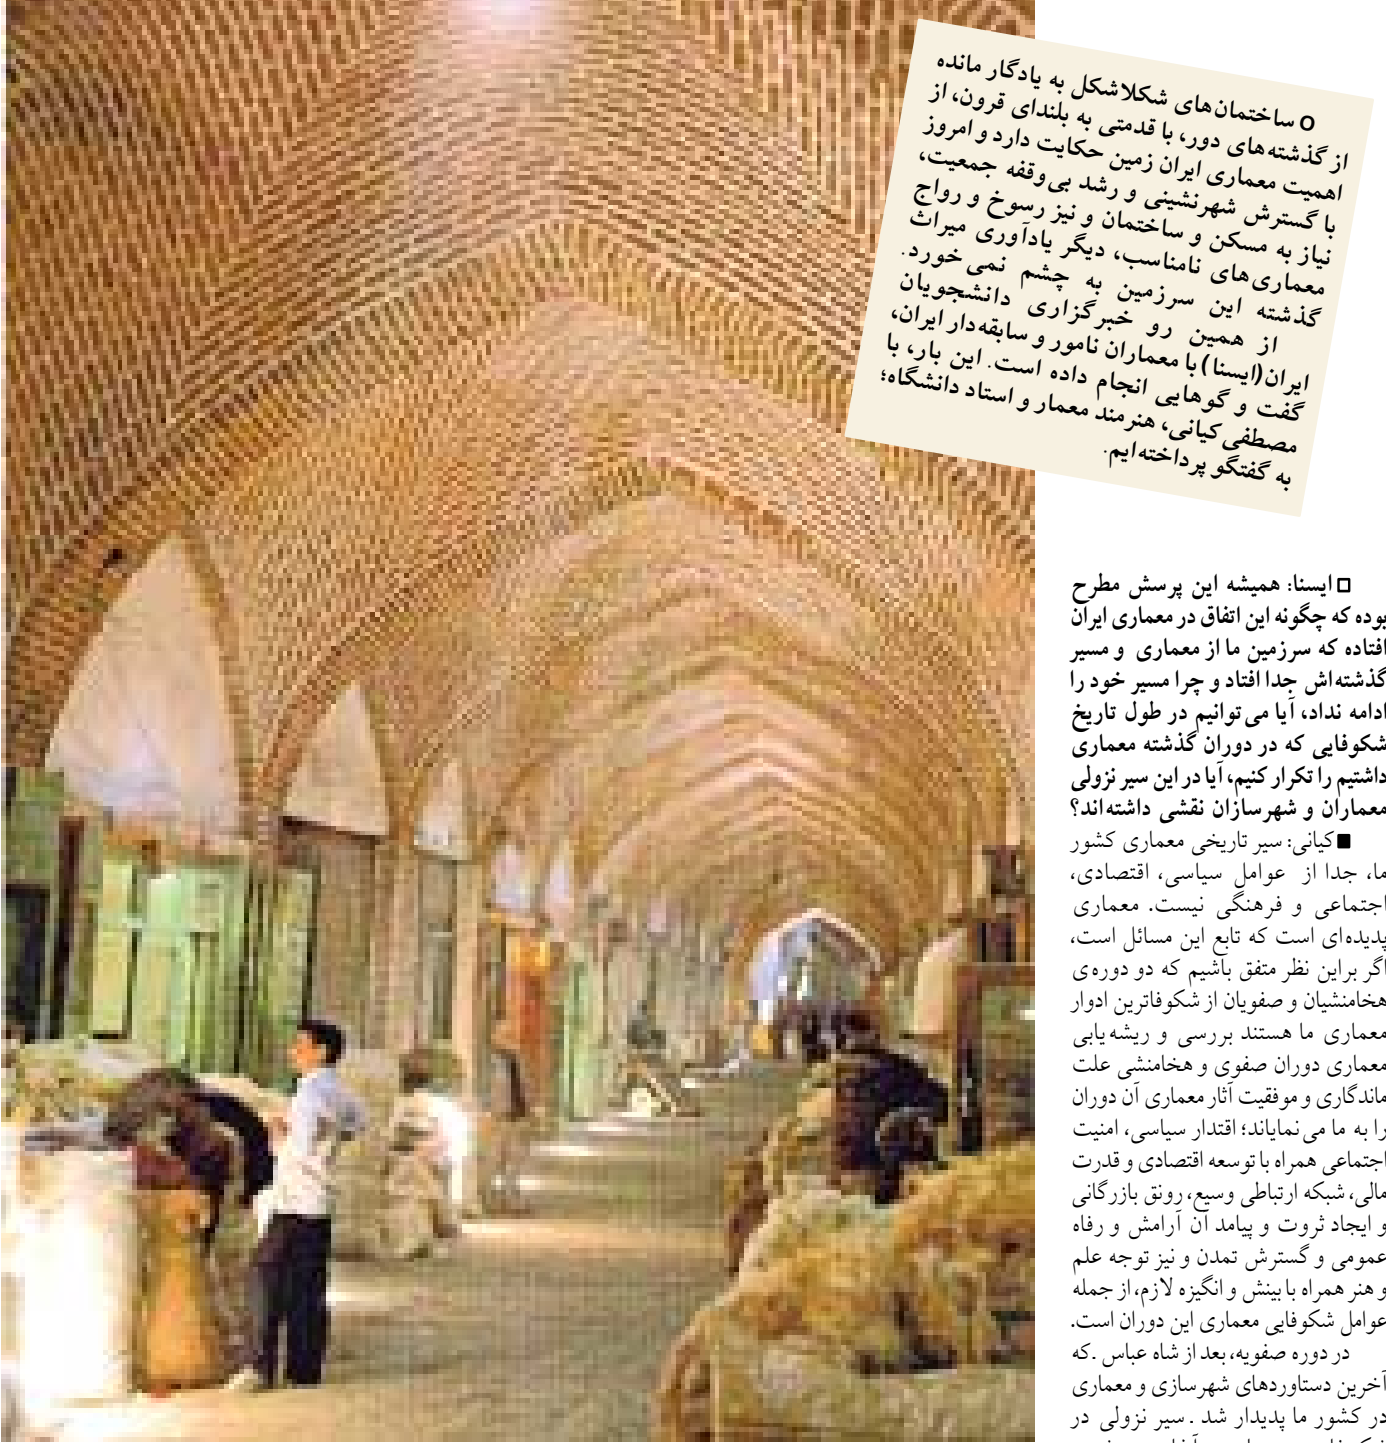 o ساختمان‌های شکلاشکل به یادگار مانده
از گذشته‌های دور، با قدمتی به بلندای قرون، از
اهمیت معماری ایران زمین حکایت دارد و امروز
با گسترش شهرنشینی و رشد بی‌وقفه جمعیت،
نیاز به مسکن و ساختمان و نیز رسوخ و رواج
معماری‌های نامناسب، دیگر یادآوری میراث
گذشته این سرزمین به چشم نمی‌خورد.
از همین رو خبرگزاری دانشجویان
ایران(ایسنا) با معماران نامور و سابقه‌دار ایران،
گفت و گوهایی انجام داده است. این بار، با
مصطفی کیانی، هنرمند معمار و استاد دانشگاه؛
به گفتگو پرداخته‌ایم.
□ ایسنا: همیشه این پرسش مطرح
بوده که چگونه این اتفاق در معماری ایران
افتاده که سرزمین ما از معماری و مسیر
گذشته‌اش جدا افتاد و چرا مسیر خود را
ادامه نداد، آیا می‌توانیم در طول تاریخ
شکوفایی که در دوران گذشته معماری
داشتیم را تکرار کنیم، آیا در این سیر نزولی
معماران و شهرسازان نقشی داشته‌اند؟
■ کیانی: سیر تاریخی معماری کشور
ما، جدا از عوامل سیاسی، اقتصادی،
اجتماعی و فرهنگی نیست. معماری
پدیده‌ای است که تابع این مسائل است،
اگر براین نظر متفق باشیم که دو دوره‌ی
هخامنشیان و صفویان از شکوفاترین ادوار
معماری ما هستند بررسی و ریشه‌یابی
معماری دوران صفوی و هخامنشی علت
ماندگاری و موفقیت آثار معماری آن دوران
را به ما می‌نمایاند؛ اقتدار سیاسی، امنیت
اجتماعی همراه با توسعه اقتصادی و قدرت
مالی، شبکه ارتباطی وسیع، رونق بازرگانی
و ایجاد ثروت و پیامد آن آرامش و رفاه
عمومی و گسترش تمدن و نیز توجه علم
و هنر همراه با بینش و انگیزه لازم، از جمله
عوامل شکوفایی معماری این دوران است.
در دوره صفویه، بعد از شاه عباس .که
آخرین دستاوردهای شهرسازی و معماری
در کشور ما پدیدار شد . سیر نزولی در